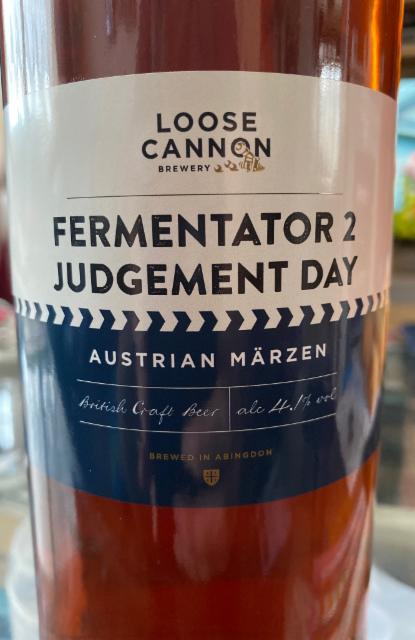 LOOSE
CANNON
BREWERY
FERMENTATOR 2
JUDGEMENT DAY
AUSTRIAN MÄRZEN
British Craft Beer alc 4.1% vol
BREWED IN ABINGDON